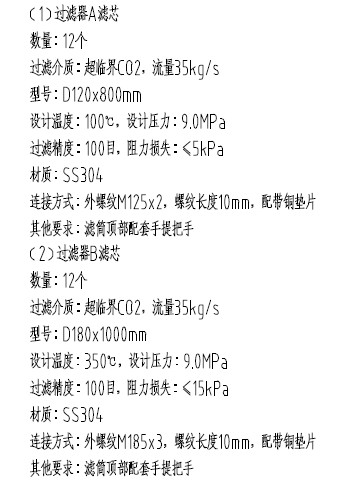 （1）过滤器A滤芯
数量：12个
过滤介质：超临界CO2，流量35kg/s
型号：D120x800mm
设计温度：100℃，设计压力：9.0MPa
过滤精度：100目，阻力损失：≤5kPa
材质：SS304
连接方式：外螺纹M125x2，螺纹长度10mm，配带铜垫片
其他要求：滤筒顶部配套手提把手
（2）过滤器B滤芯
数量：12个
过滤介质：超临界CO2，流量35kg/s
型号：D180x1000mm
设计温度：350℃，设计压力：9.0MPa
过滤精度：100目，阻力损失：≤15kPa
材质：SS304
连接方式：外螺纹M185x3，螺纹长度10mm，配带铜垫片
其他要求：滤筒顶部配套手提把手